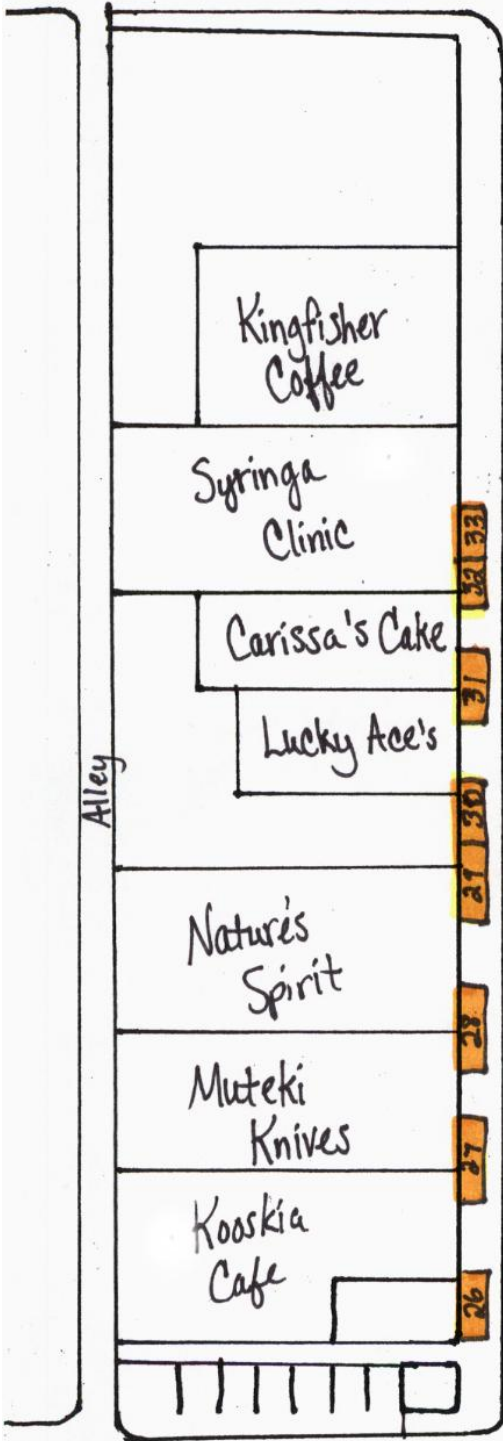 Kingfisher
Coffee
Syringa
Clinic
33
32
Carissa's Cake
31
Lucky Ace's
Alley
30
29
Nature's
Spirit
28
Muteki
Knives
27
Kooskia
Cafe
26